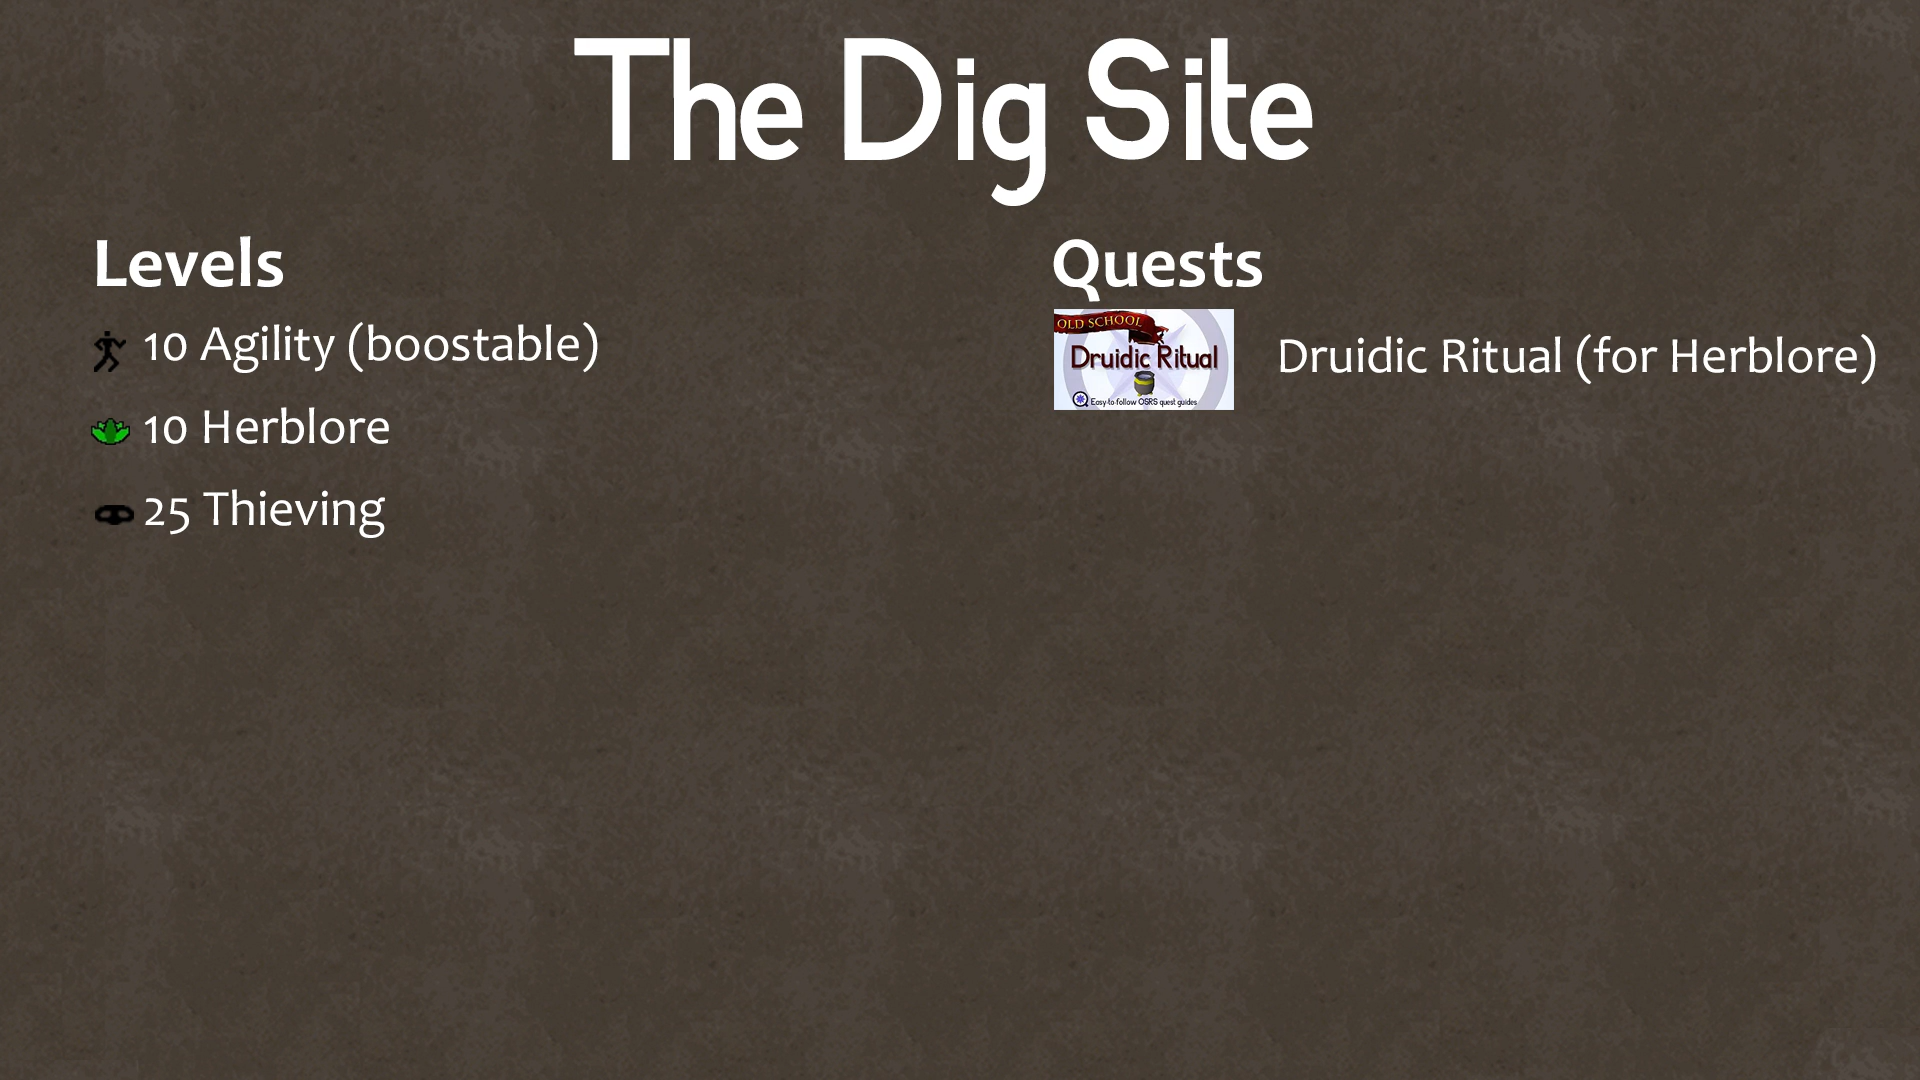 The Dig Site
Levels
10 Agility (boostable)
10 Herblore
25 Thieving
Quests
OLD SCHOOL
Druidic Ritual
Easy-to-follow OSRS quest guides
Druidic Ritual (for Herblore)